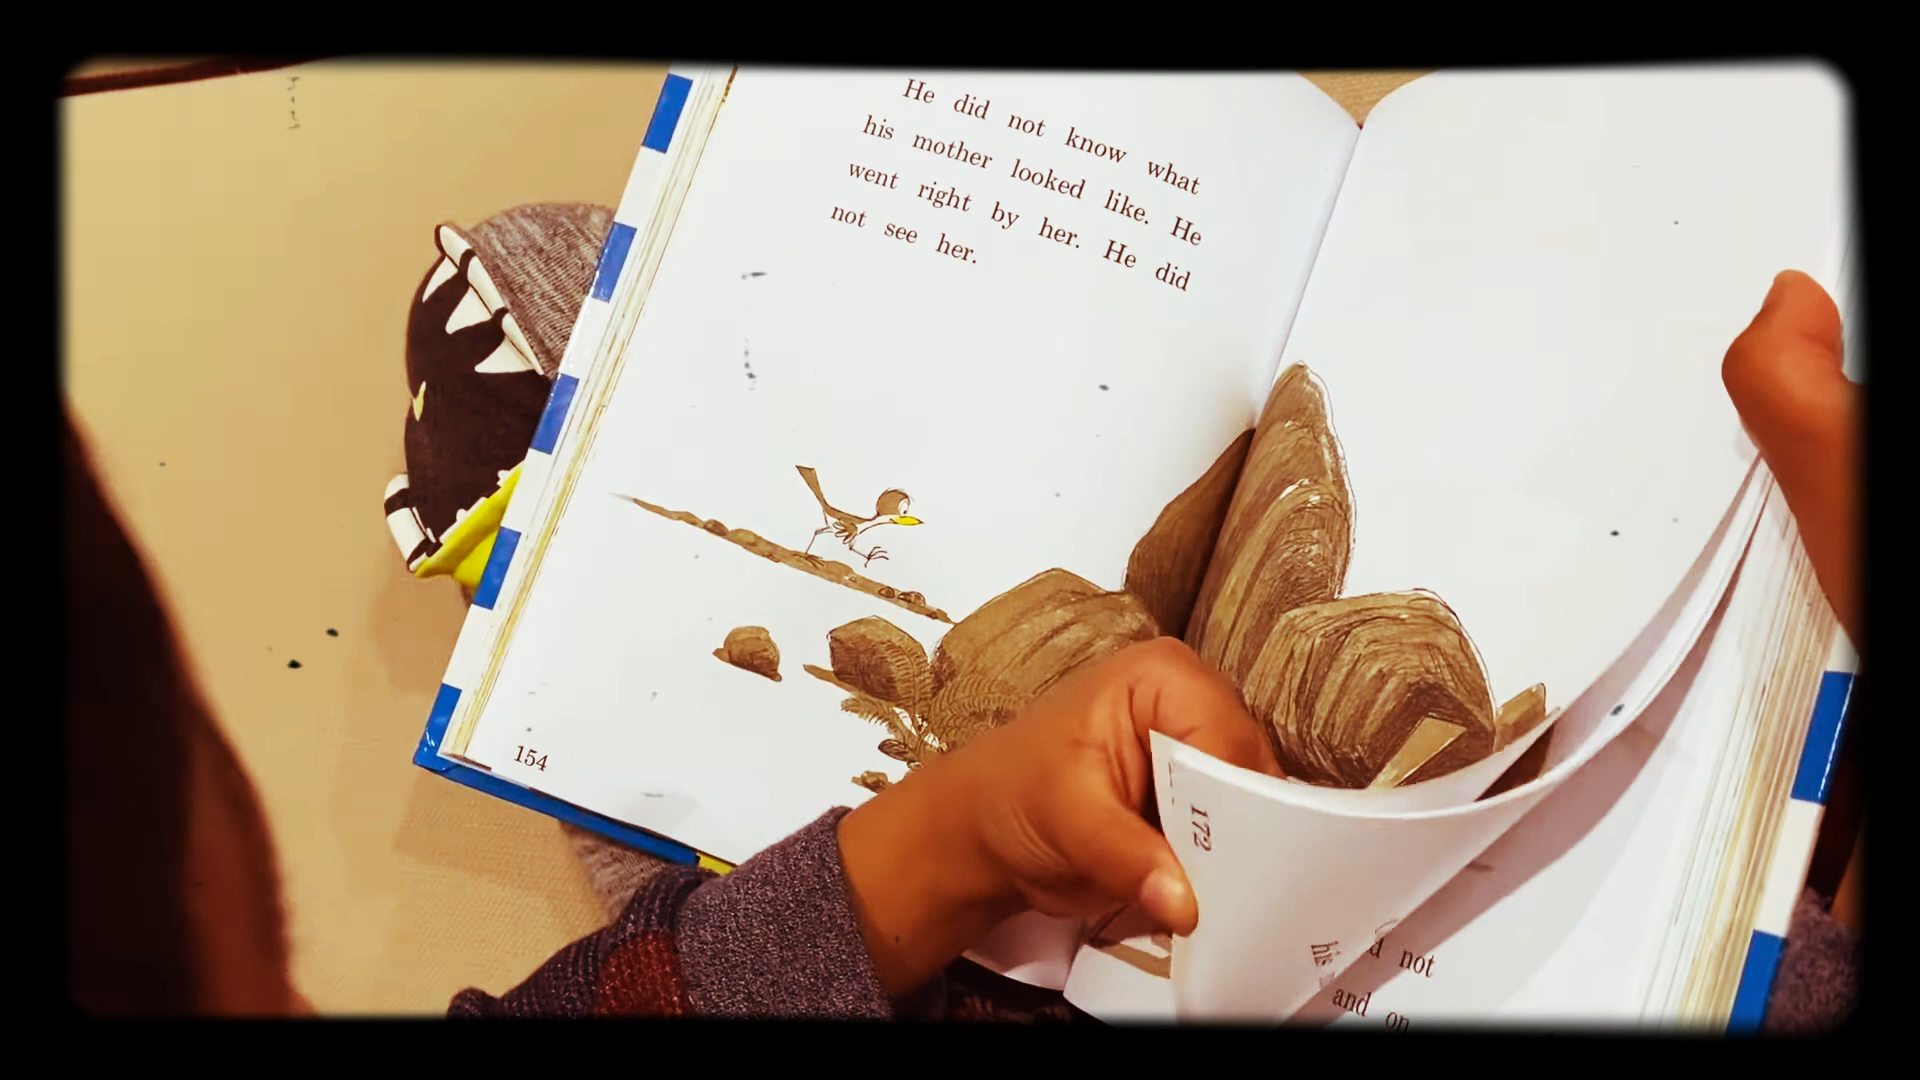 He did not know what
his mother looked like. He
went right by her. He did
not see her.
154
172
not
and on